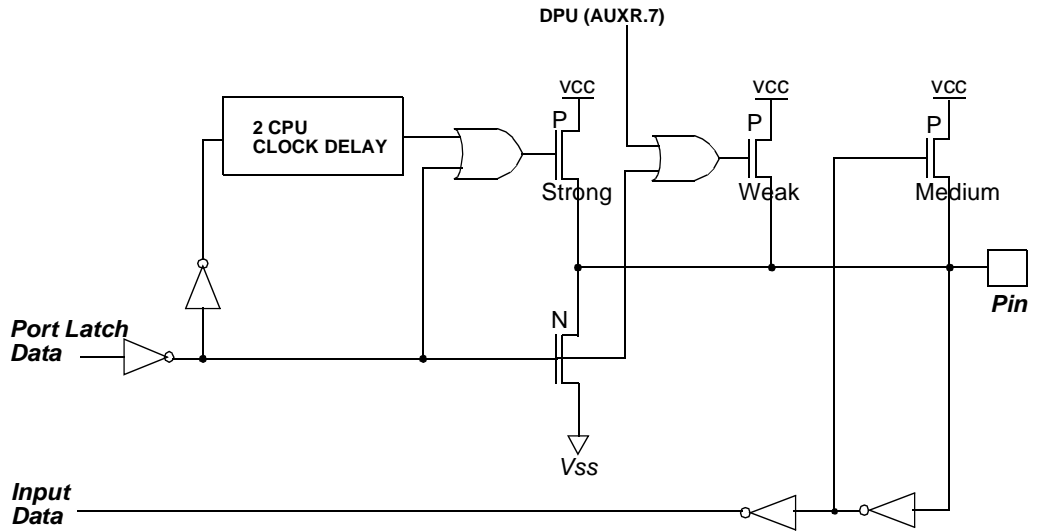 DPU (AUXR.7)
VCC
VCC
VCC
2 CPU
CLOCK DELAY
P
P
P
Strong
Weak
Medium
Pin
N
Port Latch
Data
Vss
Input
Data